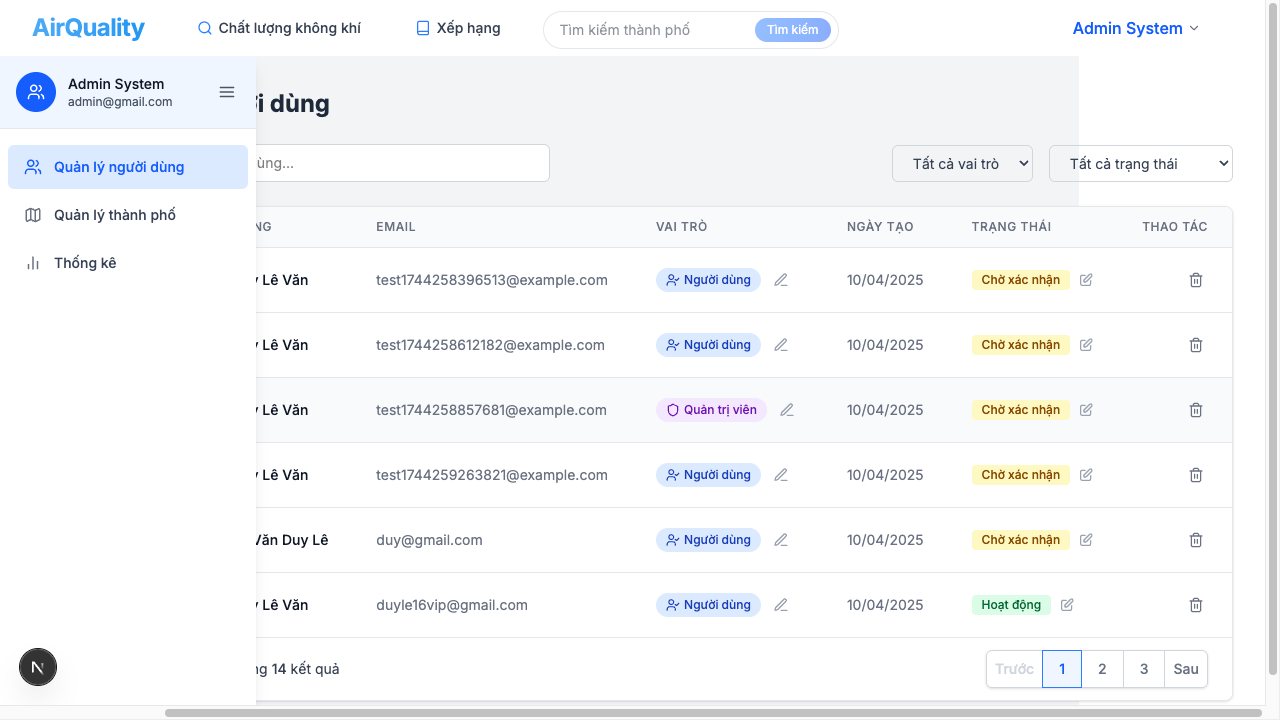 AirQuality Chất lượng không khí Xếp hạng Tìm kiếm thành phố Tìm kiếm Admin System
Admin System
admin@gmail.com
Quản lý người dùng
Quản lý thành phố
Thống kê
dùng
Tất cả vai trò Tất cả trạng thái
EMAIL VAI TRÒ NGÀY TẠO TRẠNG THÁI THAO TÁC
Lê Văn test1744258396513@example.com Người dùng 10/04/2025 Chờ xác nhận
Lê Văn test1744258612182@example.com Người dùng 10/04/2025 Chờ xác nhận
Lê Văn test1744258857681@example.com Quản trị viên 10/04/2025 Chờ xác nhận
Lê Văn test1744259263821@example.com Người dùng 10/04/2025 Chờ xác nhận
Văn Duy Lê duy@gmail.com Người dùng 10/04/2025 Chờ xác nhận
Lê Văn duyle16vip@gmail.com Người dùng 10/04/2025 Hoạt động
14 kết quả Trước 1 2 3 Sau
N